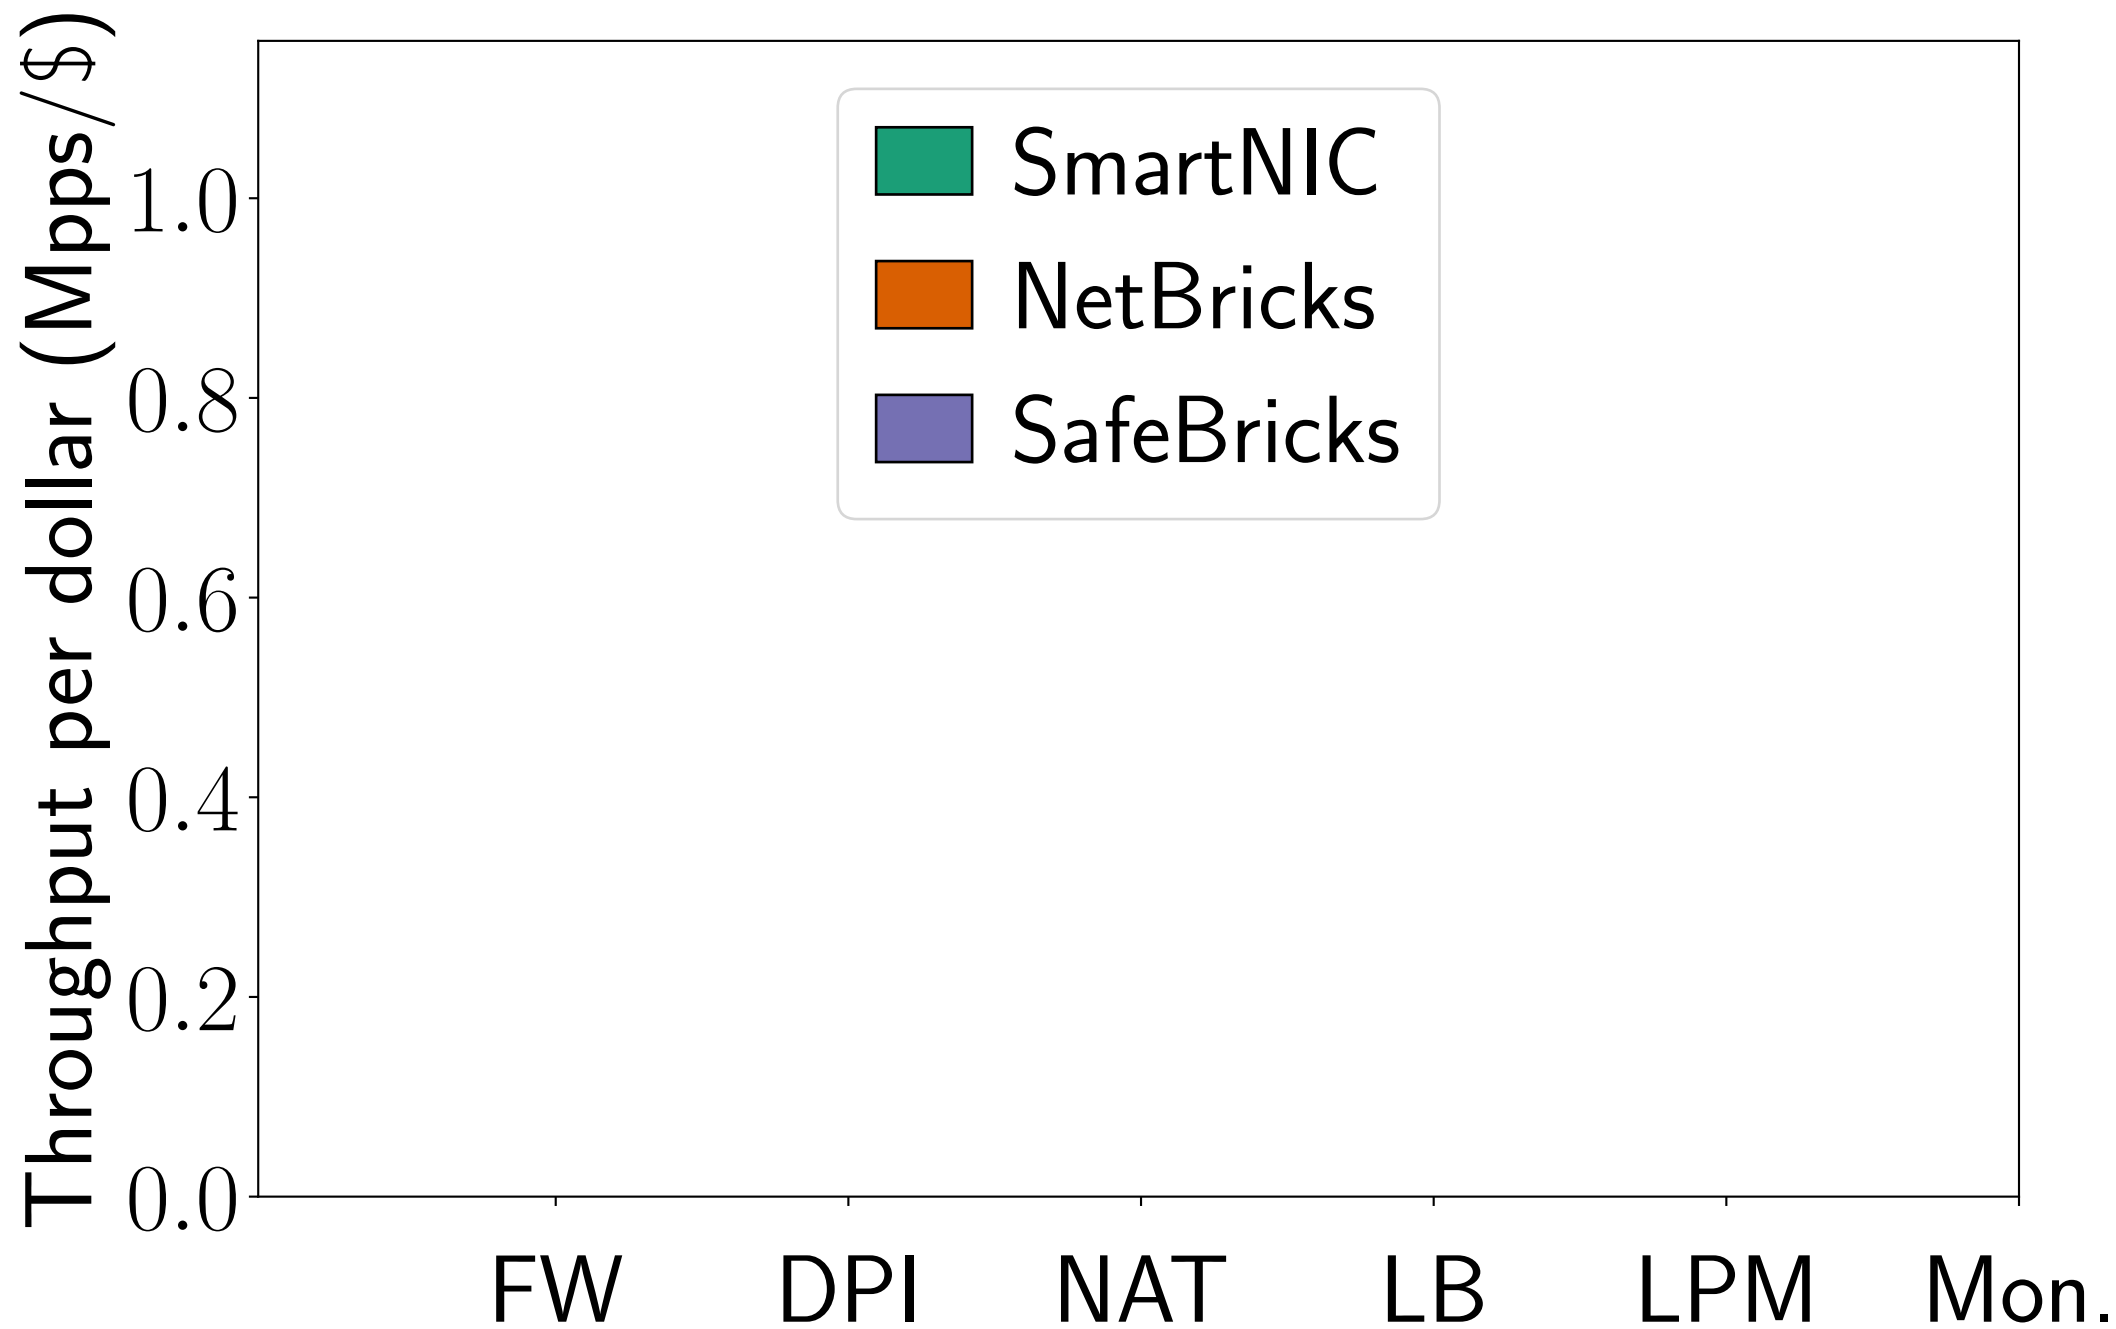 Throughput per dollar (Mpps/$)
1.0
0.8
0.6
0.4
0.2
0.0
SmartNIC
NetBricks
SafeBricks
FW DPI NAT LB LPM Mon.